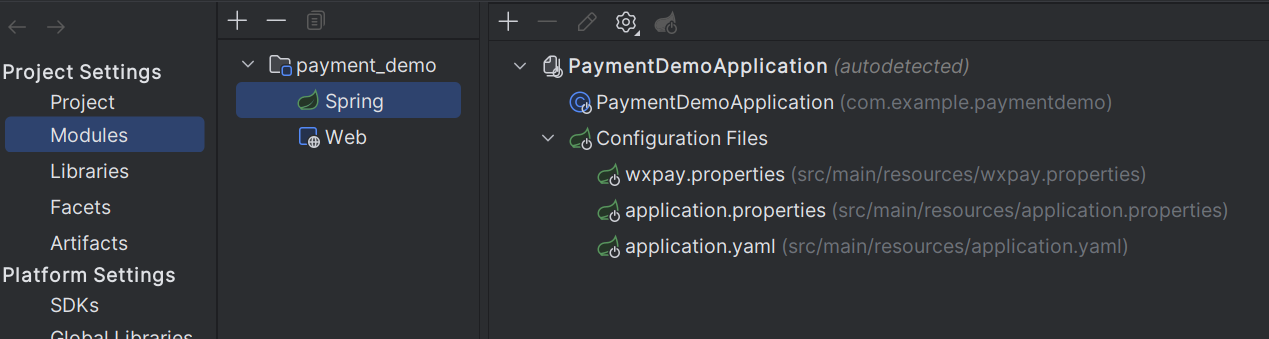 Project Settings
Project
Modules
Libraries
Facets
Artifacts
Platform Settings
SDKs
Global Libraries
payment_demo
Spring
Web
PaymentDemoApplication (autodetected)
PaymentDemoApplication (com.example.paymentdemo)
Configuration Files
wxpay.properties (src/main/resources/wxpay.properties)
application.properties (src/main/resources/application.properties)
application.yaml (src/main/resources/application.yaml)